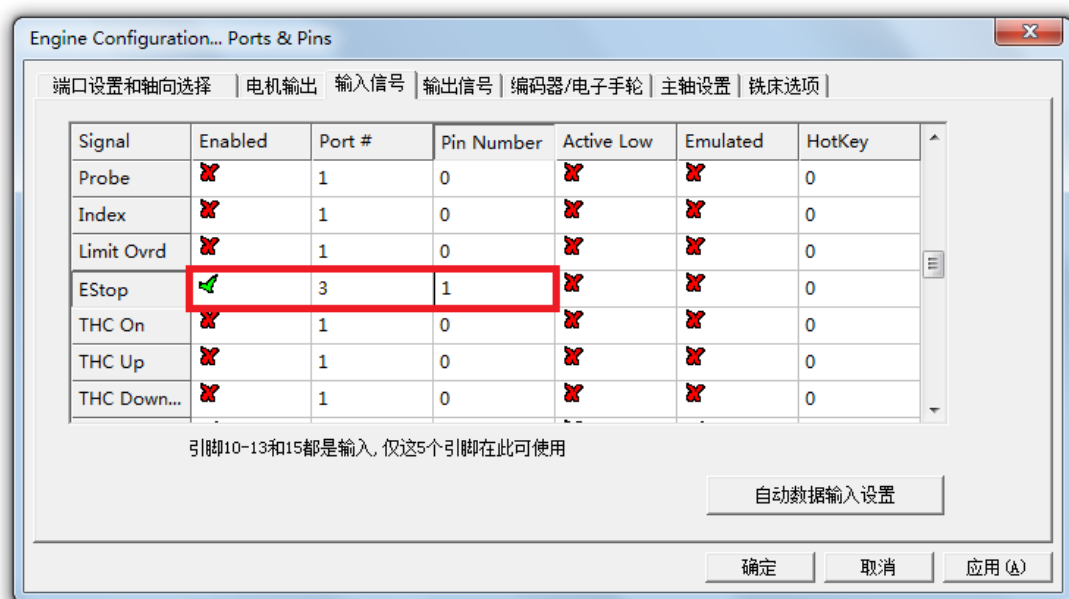 Engine Configuration... Ports & Pins
端口设置和轴向选择 电机输出 输入信号 输出信号 编码器/电子手轮 主轴设置 铣床选项
Signal Enabled Port # Pin Number Active Low Emulated HotKey
Probe 1 0 0
Index 1 0 0
Limit Ovrd 1 0 0
EStop 3 1 0
THC On 1 0 0
THC Up 1 0 0
THC Down... 1 0 0
引脚10-13和15都是输入,仅这5个引脚在此可使用
自动数据输入设置
确定 取消 应用(A)